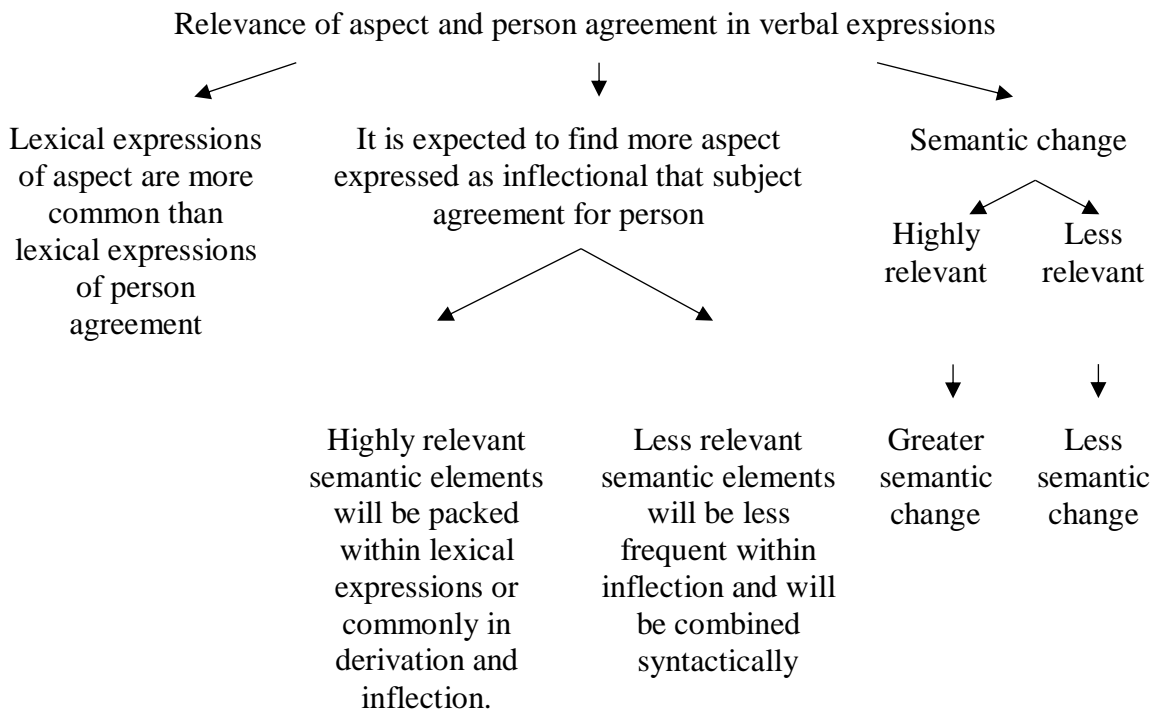 Relevance of aspect and person agreement in verbal expressions
Lexical expressions
of aspect are more
common than
lexical expressions
of person
agreement
It is expected to find more aspect
expressed as inflectional that subject
agreement for person
Semantic change
Highly
relevant
Less
relevant
Highly relevant
semantic elements
will be packed
within lexical
expressions or
commonly in
derivation and
inflection.
Less relevant
semantic elements
will be less
frequent within
inflection and will
be combined
syntactically
Greater
semantic
change
Less
semantic
change